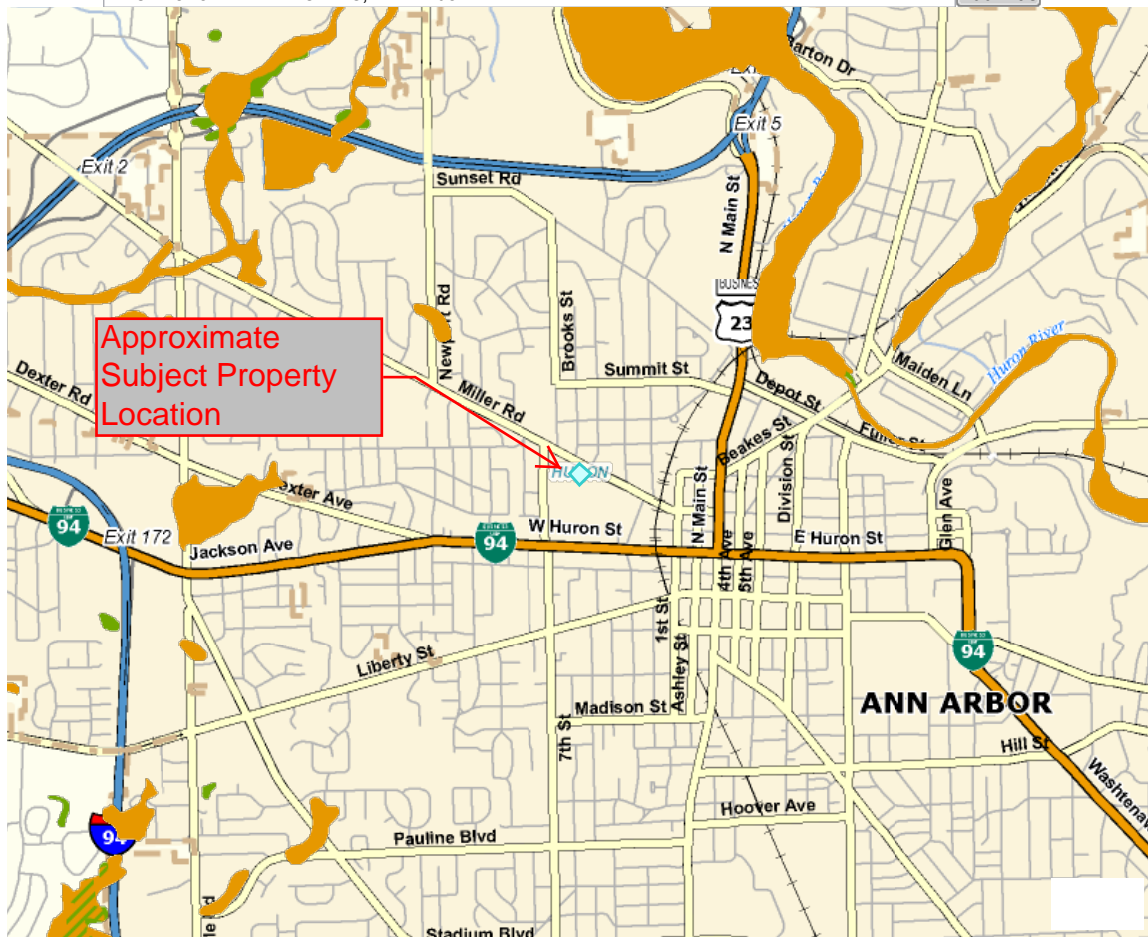 Barton Dr
Exit 5
Exit 2
Sunset Rd
N Main St
BUSINESS
23
Approximate
Subject Property
Location
Brooks St
Huron River
Summit St
Maiden Ln
Dexter Rd
Miller Rd
Depot St
Beakes St
Fuller St
Division St
N Main St
94
W Huron St
94
E Huron St
Glen Ave
Exit 172
Jackson Ave
4th Ave
5th Ave
1st St
Ashley St
94
Liberty St
ANN ARBOR
Madison St
7th St
Hill St
Hoover Ave
Pauline Blvd
94
Stadium Blvd